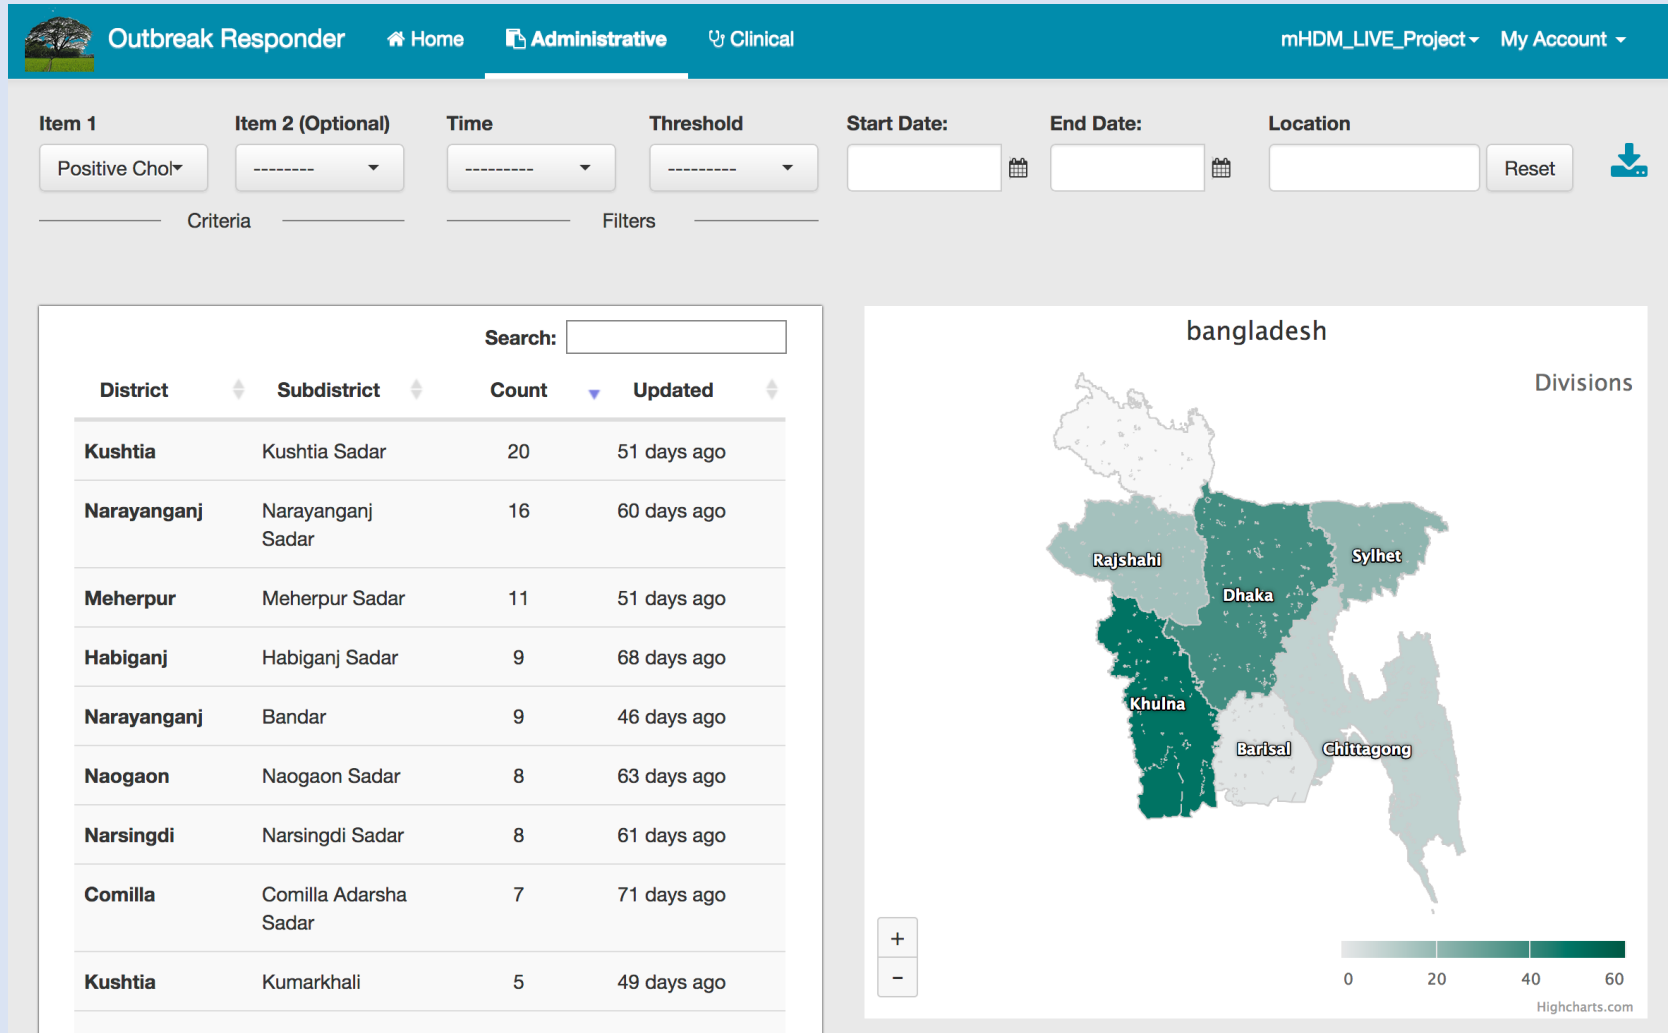 Outbreak Responder Home Administrative Clinical mHDM_LIVE_Project My Account
Item 1 Item 2 (Optional) Time Threshold Start Date: End Date: Location
Positive Chol -------- --------- --------- Reset
Criteria Filters
Search:
District Subdistrict Count Updated
Kushtia Kushtia Sadar 20 51 days ago
Narayanganj Narayanganj 16 60 days ago
Sadar
Meherpur Meherpur Sadar 11 51 days ago
Habiganj Habiganj Sadar 9 68 days ago
Narayanganj Bandar 9 46 days ago
Naogaon Naogaon Sadar 8 63 days ago
Narsingdi Narsingdi Sadar 8 61 days ago
Comilla Comilla Adarsha 7 71 days ago
Sadar
Kushtia Kumarkhali 5 49 days ago
bangladesh
Divisions
Rajshahi
Sylhet
Dhaka
Khulna
Barisal
Chittagong
+
-
0 20 40 60
Highcharts.com